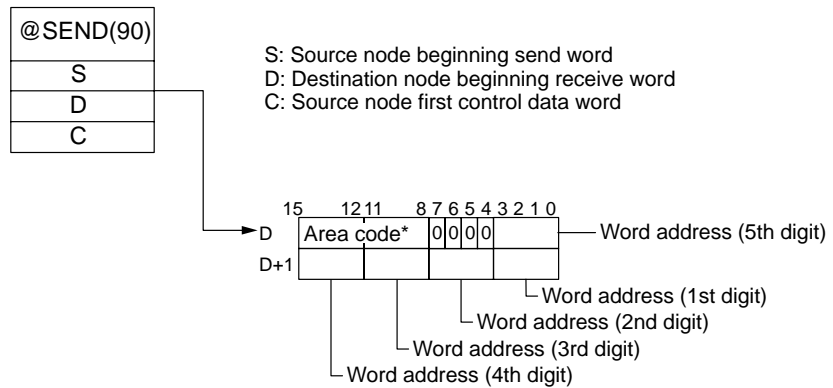 @SEND(90)
S
D
C
S: Source node beginning send word
D: Destination node beginning receive word
C: Source node first control data word
15 12 11 8 7 6 5 4 3 2 1 0
D Area code* 0 0 0 0 Word address (5th digit)
D+1
Word address (1st digit)
Word address (2nd digit)
Word address (3rd digit)
Word address (4th digit)